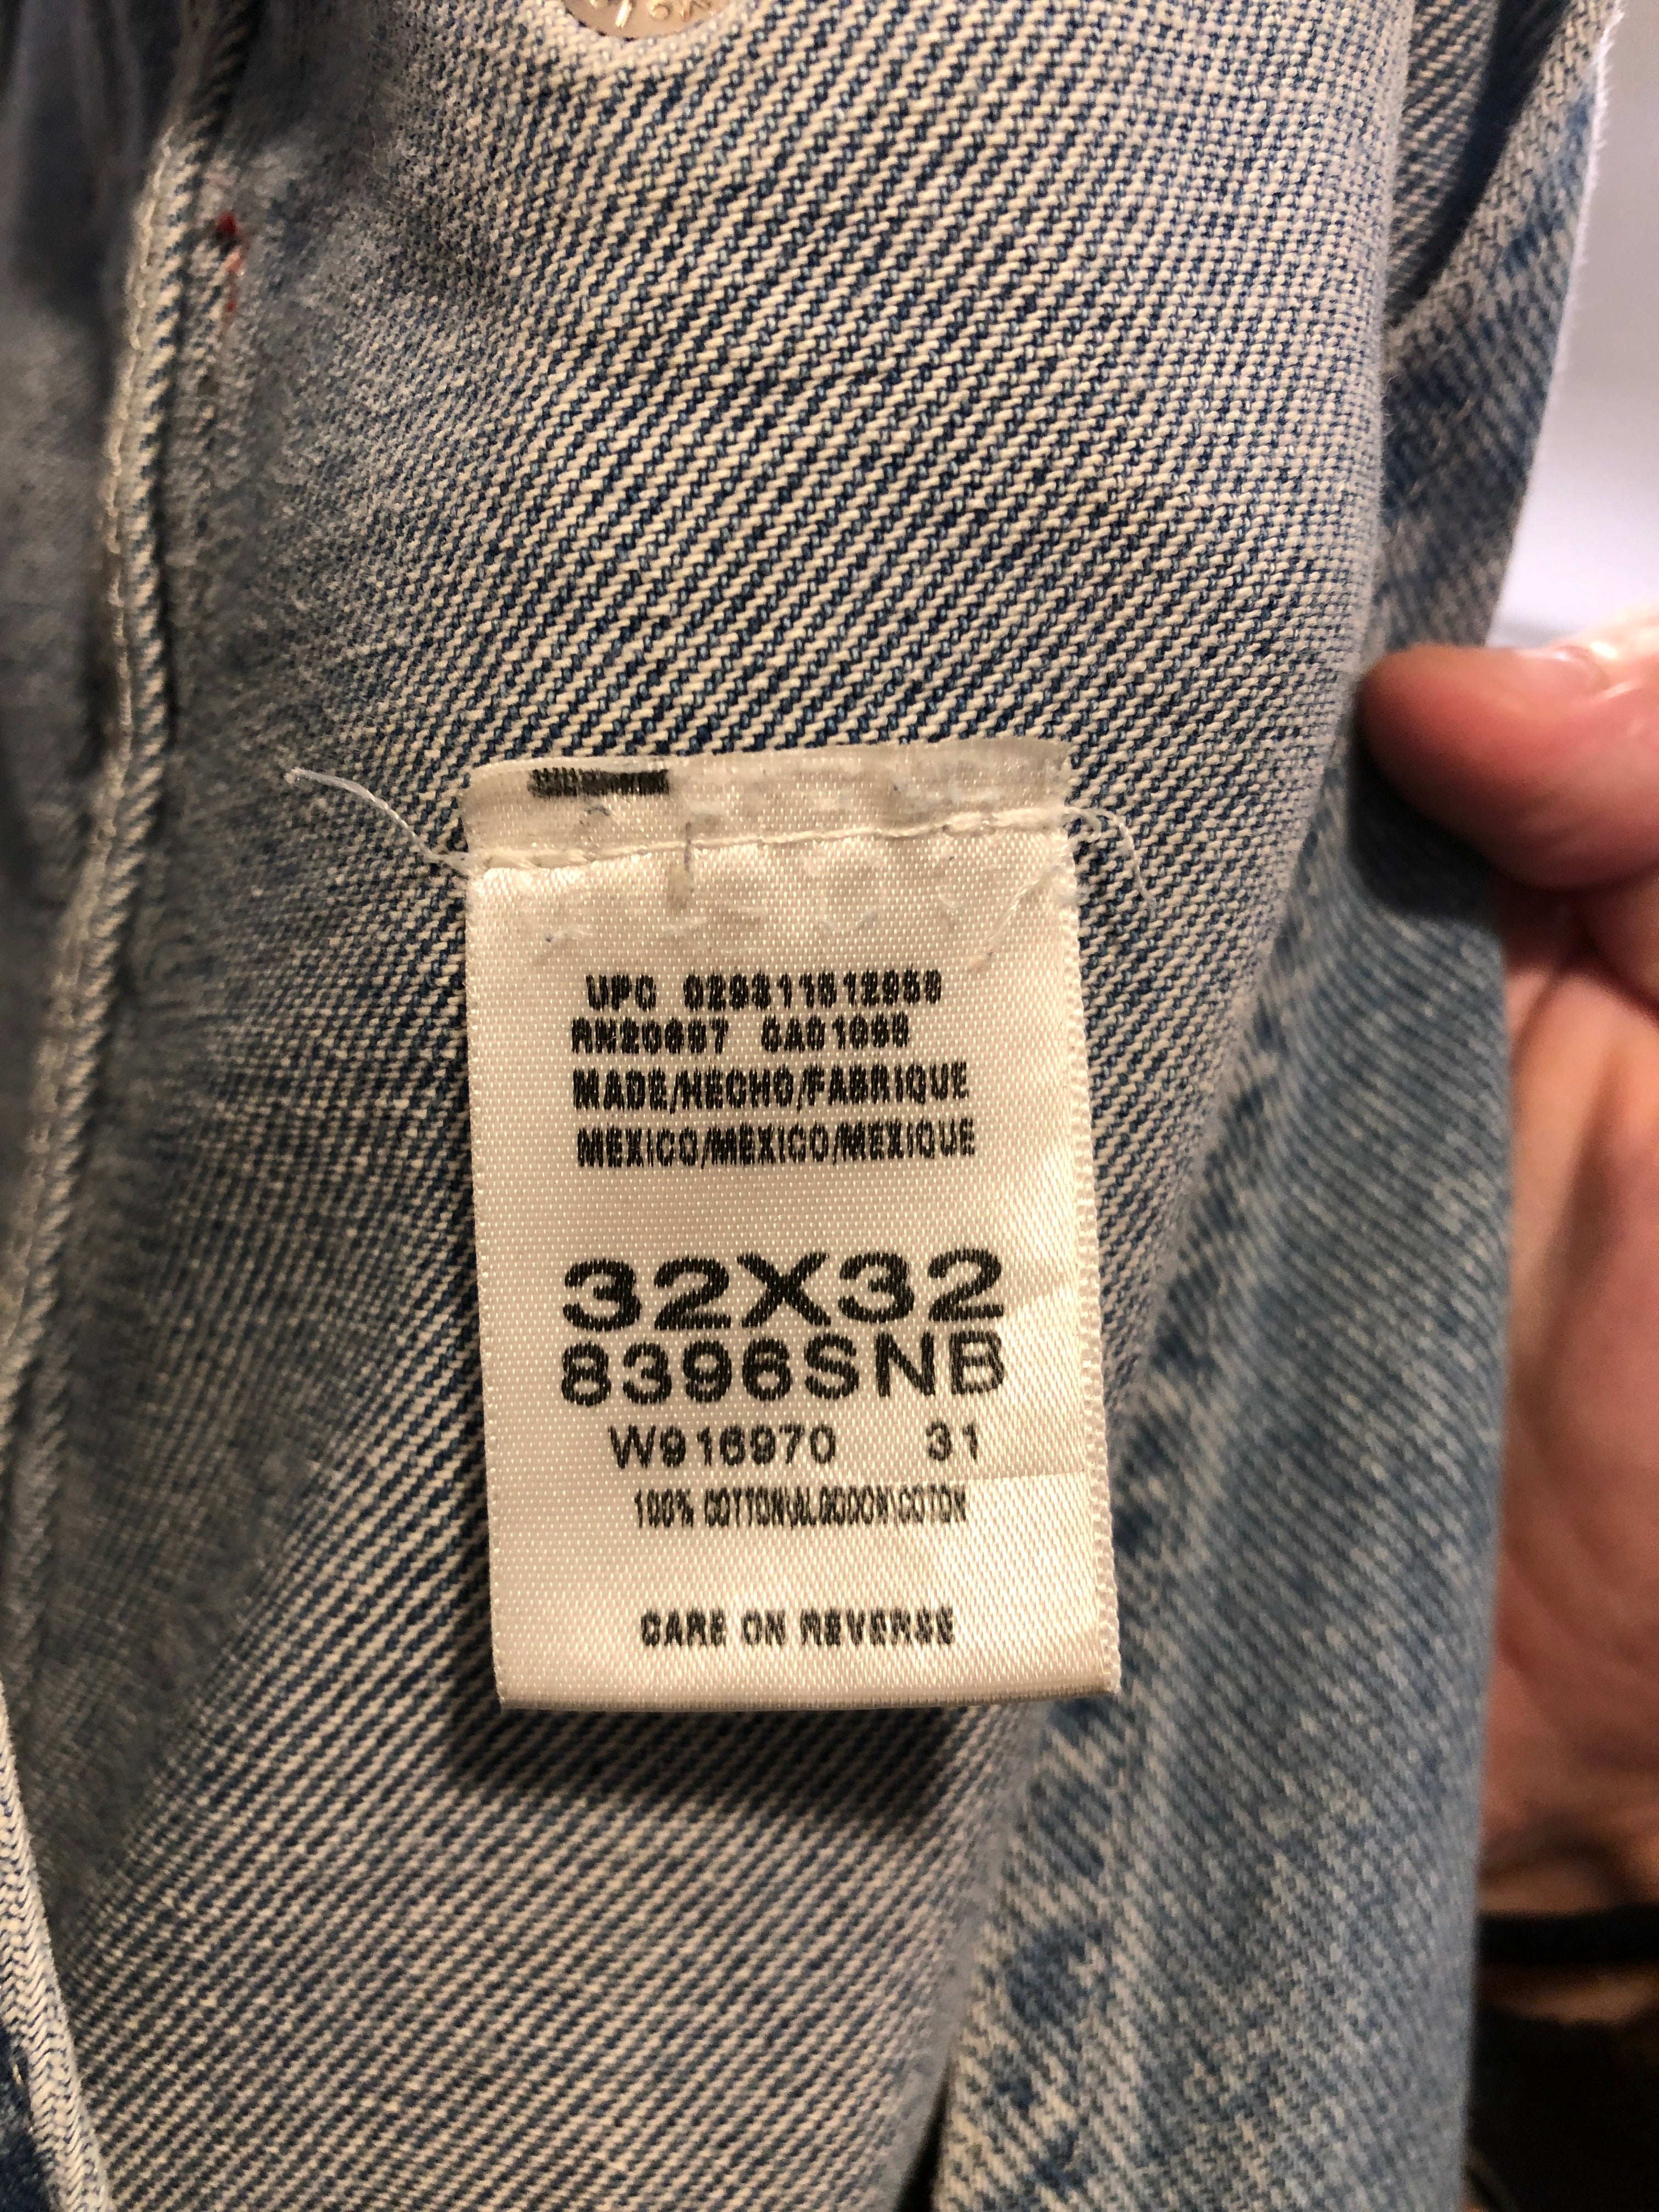 UPC 029311512958
RN20697 CA01098
MADE/HECHO/FABRIQUE
MEXICO/MEXICO/MEXIQUE
32X32
8396SNB
W916970 31
100% COTTON\ALGODON\COTON
CARE ON REVERSE